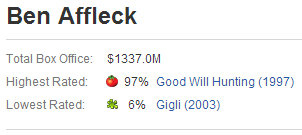 Ben Affleck
Total Box Office: $1337.0M
Highest Rated: 97% Good Will Hunting (1997)
Lowest Rated: 6% Gigli (2003)